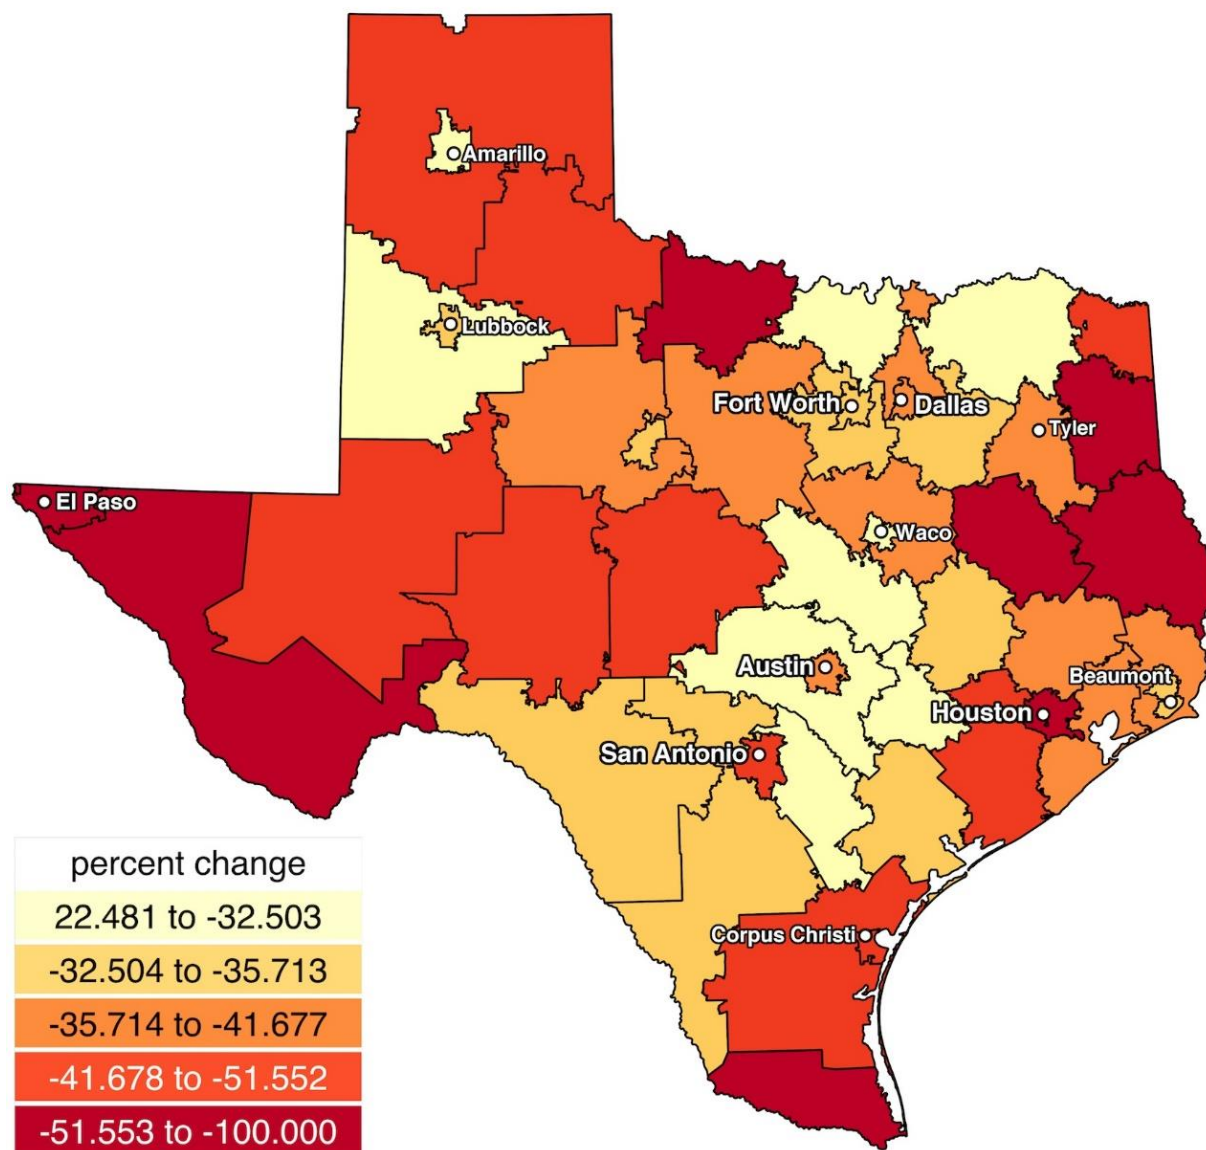 Amarillo
Lubbock
Fort Worth
Dallas
Tyler
El Paso
Waco
Austin
Beaumont
Houston
San Antonio
Corpus Christi
percent change
22.481 to -32.503
-32.504 to -35.713
-35.714 to -41.677
-41.678 to -51.552
-51.553 to -100.000